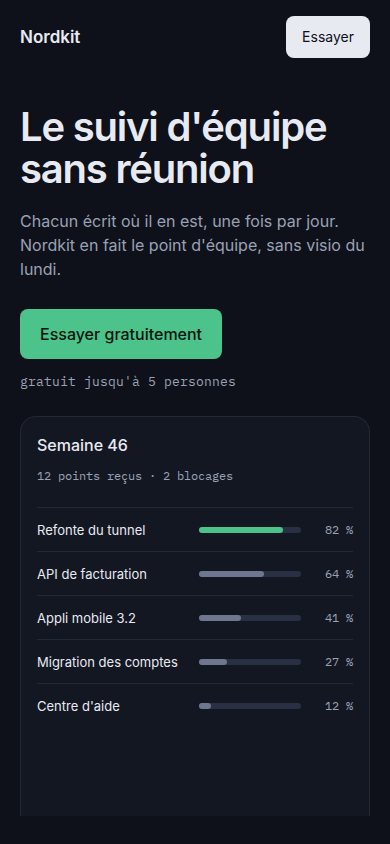 Nordkit
Essayer
Le suivi d'équipe
sans réunion
Chacun écrit où il en est, une fois par jour.
Nordkit en fait le point d'équipe, sans visio du
lundi.
Essayer gratuitement
gratuit jusqu'à 5 personnes
Semaine 46
12 points reçus · 2 blocages
Refonte du tunnel 82 %
API de facturation 64 %
Appli mobile 3.2 41 %
Migration des comptes 27 %
Centre d'aide 12 %